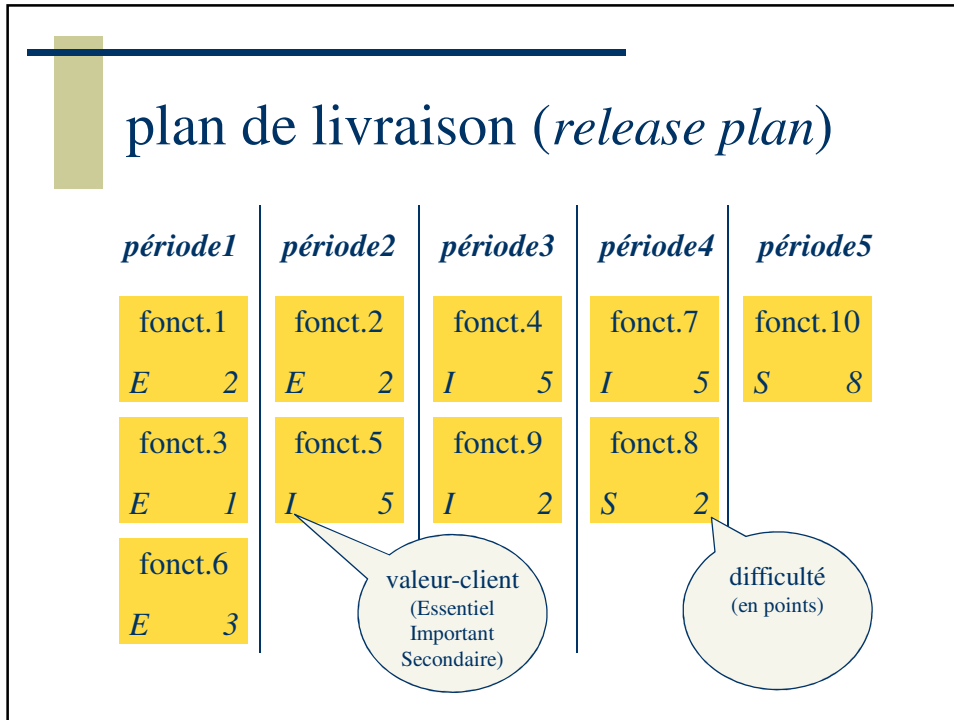 plan de livraison (release plan)
période1 période2 période3 période4 période5
fonct.1 fonct.2 fonct.4 fonct.7 fonct.10
E 2 E 2 I 5 I 5 S 8
fonct.3 fonct.5 fonct.9 fonct.8
E 1 I 5 I 2 S 2
fonct.6
E 3
valeur-client
(Essentiel
Important
Secondaire)
difficulté
(en points)